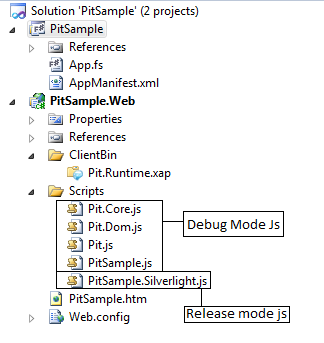 Solution 'PitSample' (2 projects)
PitSample
References
App.fs
AppManifest.xml
PitSample.Web
Properties
References
ClientBin
Pit.Runtime.xap
Scripts
Pit.Core.js
Pit.Dom.js
Debug Mode Js
Pit.js
PitSample.js
PitSample.Silverlight.js
PitSample.htm
Release mode js
Web.config